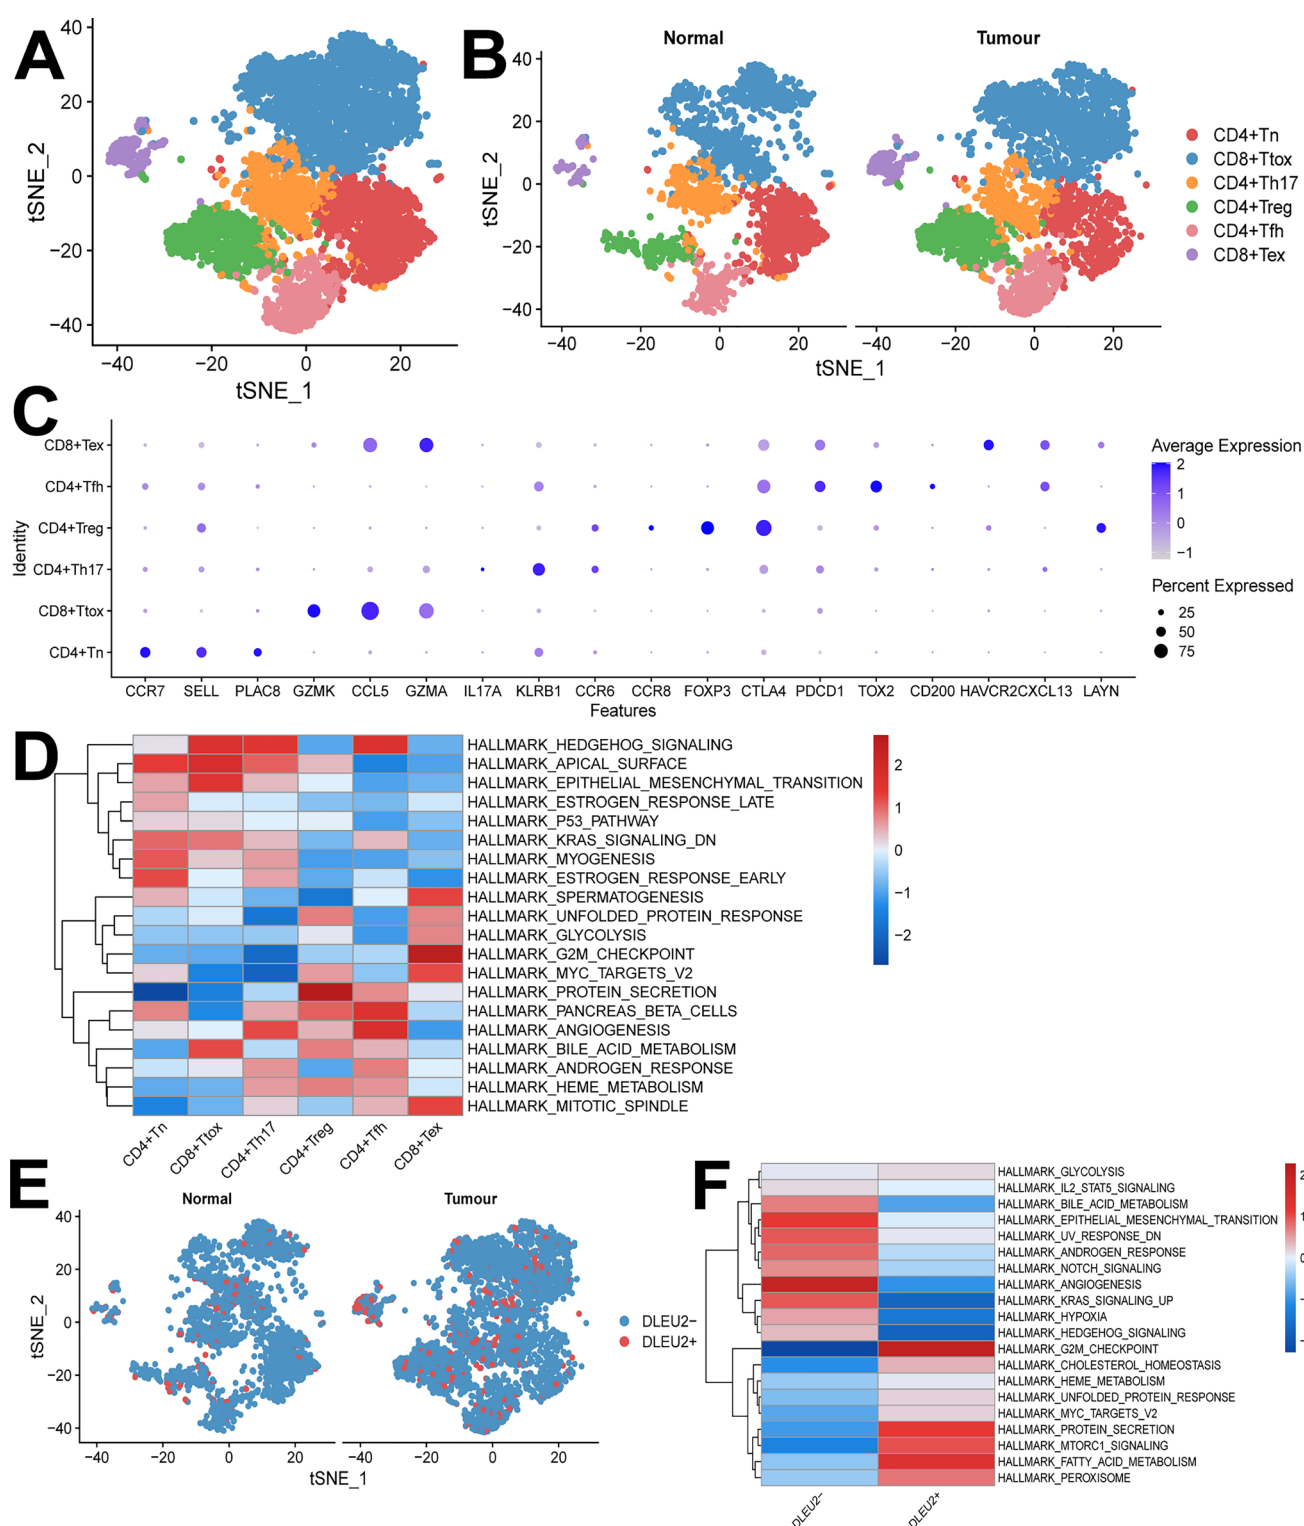 A
40
20
0
−20
−40
tSNE_2
−40 −20 0 20
tSNE_1
B
Normal Tumour
40
20
0
−20
−40
tSNE_2
−40 −20 0 20 −40 −20 0 20
tSNE_1
CD4+Tn
CD8+Ttox
CD4+Th17
CD4+Treg
CD4+Tfh
CD8+Tex
C
Identity
CD8+Tex
CD4+Tfh
CD4+Treg
CD4+Th17
CD8+Ttox
CD4+Tn
CCR7 SELL PLAC8 GZMK CCL5 GZMA IL17A KLRB1 CCR6 CCR8 FOXP3 CTLA4 PDCD1 TOX2 CD200 HAVCR2 CXCL13 LAYN
Features
Average Expression
2
1
0
−1
Percent Expressed
25
50
75
D
HALLMARK_HEDGEHOG_SIGNALING
HALLMARK_APICAL_SURFACE
HALLMARK_EPITHELIAL_MESENCHYMAL_TRANSITION
HALLMARK_ESTROGEN_RESPONSE_LATE
HALLMARK_P53_PATHWAY
HALLMARK_KRAS_SIGNALING_DN
HALLMARK_MYOGENESIS
HALLMARK_ESTROGEN_RESPONSE_EARLY
HALLMARK_SPERMATOGENESIS
HALLMARK_UNFOLDED_PROTEIN_RESPONSE
HALLMARK_GLYCOLYSIS
HALLMARK_G2M_CHECKPOINT
HALLMARK_MYC_TARGETS_V2
HALLMARK_PROTEIN_SECRETION
HALLMARK_PANCREAS_BETA_CELLS
HALLMARK_ANGIOGENESIS
HALLMARK_BILE_ACID_METABOLISM
HALLMARK_ANDROGEN_RESPONSE
HALLMARK_HEME_METABOLISM
HALLMARK_MITOTIC_SPINDLE
CD4+Tn CD8+Ttox CD4+Th17 CD4+Treg CD4+Tfh CD8+Tex
2
1
0
−1
−2
E
Normal Tumour
40
20
0
−20
−40
tSNE_2
−40 −20 0 20 −40 −20 0 20
tSNE_1
DLEU2−
DLEU2+
F
HALLMARK_GLYCOLYSIS
HALLMARK_IL2_STAT5_SIGNALING
HALLMARK_BILE_ACID_METABOLISM
HALLMARK_EPITHELIAL_MESENCHYMAL_TRANSITION
HALLMARK_UV_RESPONSE_DN
HALLMARK_ANDROGEN_RESPONSE
HALLMARK_NOTCH_SIGNALING
HALLMARK_ANGIOGENESIS
HALLMARK_KRAS_SIGNALING_UP
HALLMARK_HYPOXIA
HALLMARK_HEDGEHOG_SIGNALING
HALLMARK_G2M_CHECKPOINT
HALLMARK_CHOLESTEROL_HOMEOSTASIS
HALLMARK_HEME_METABOLISM
HALLMARK_UNFOLDED_PROTEIN_RESPONSE
HALLMARK_MYC_TARGETS_V2
HALLMARK_PROTEIN_SECRETION
HALLMARK_MTORC1_SIGNALING
HALLMARK_FATTY_ACID_METABOLISM
HALLMARK_PEROXISOME
DLEU2− DLEU2+
2
1